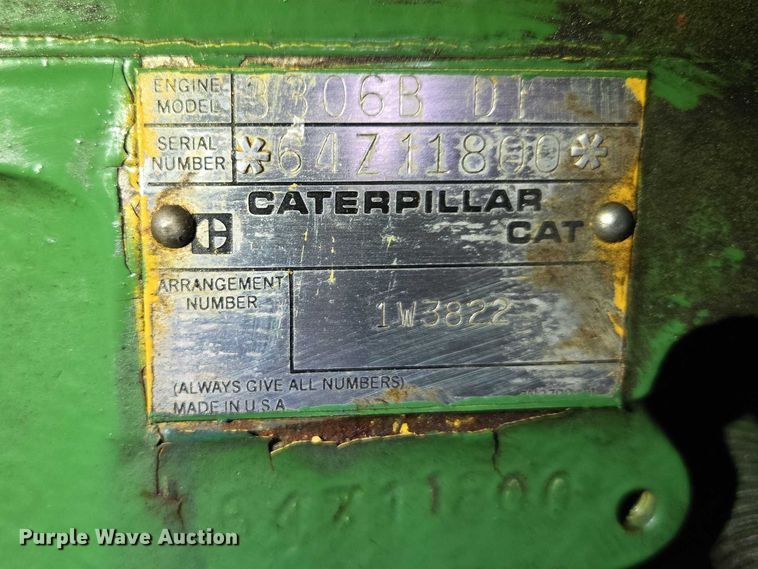 ENGINE MODEL 3306B DI
SERIAL NUMBER *64Z11800*
CATERPILLAR
CAT
ARRANGEMENT NUMBER 1W3822
(ALWAYS GIVE ALL NUMBERS)
MADE IN U.S.A
64Z11800
Purple Wave Auction